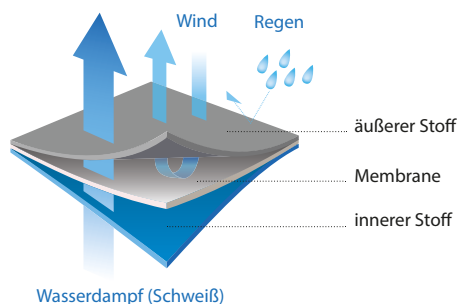 Wind
Regen
äußerer Stoff
Membrane
innerer Stoff
Wasserdampf (Schweiß)